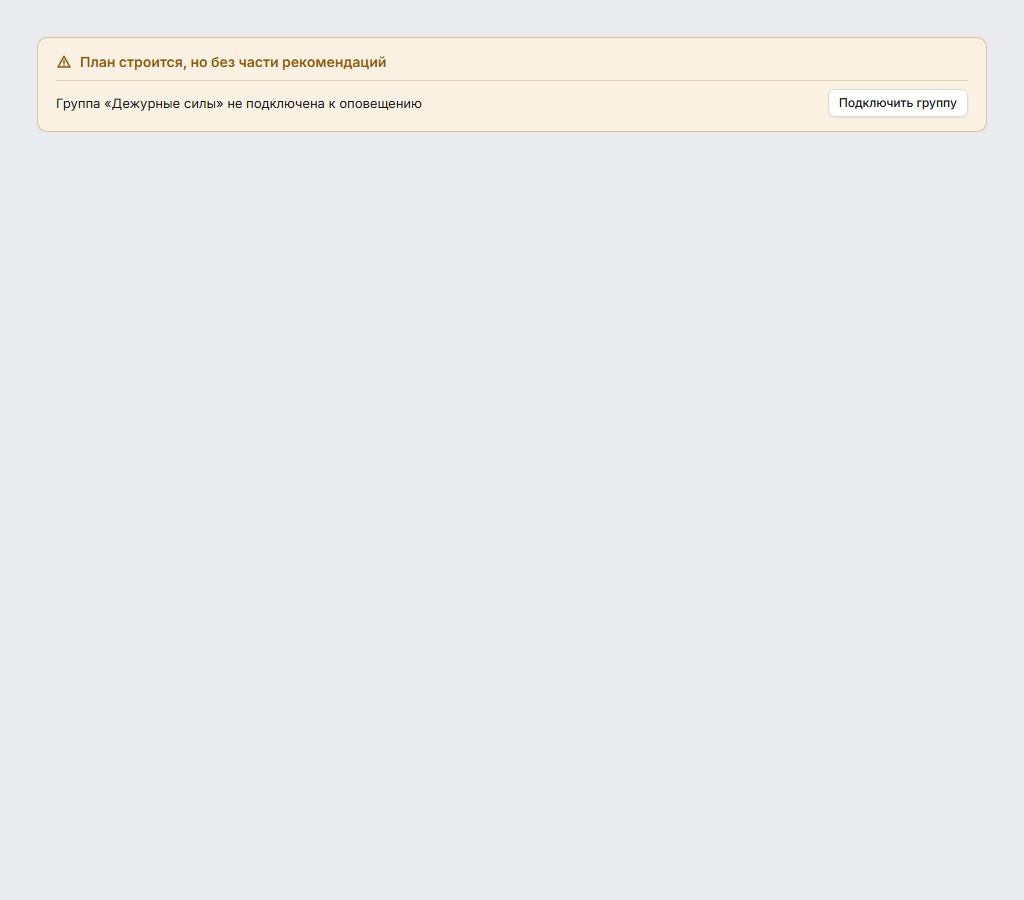 План строится, но без части рекомендаций
Группа «Дежурные силы» не подключена к оповещению
Подключить группу